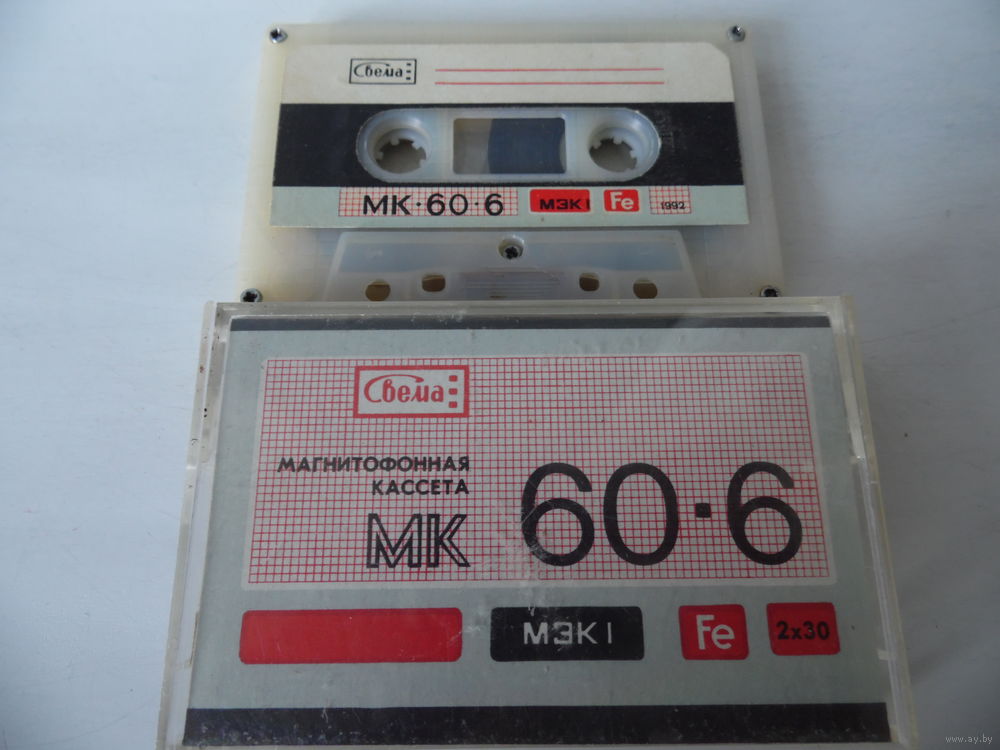 Свема
МК·60·6 МЭК I Fe 1992
Свема
МАГНИТОФОННАЯ
КАССЕТА
МК 60·6
МЭК I Fe 2х30
www.ay.by